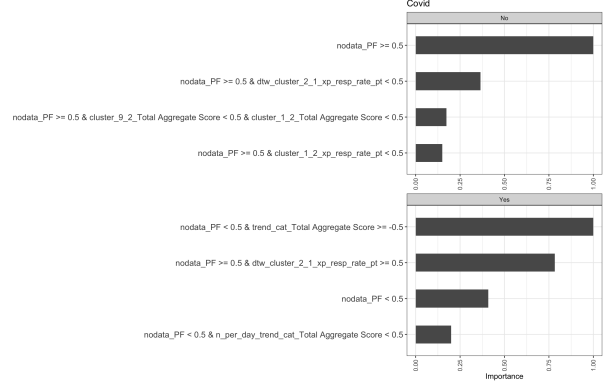 Covid
No
nodata_PF >= 0.5
nodata_PF >= 0.5 & dtw_cluster_2_1_xp_resp_rate_pt < 0.5
nodata_PF >= 0.5 & cluster_9_2_Total Aggregate Score < 0.5 & cluster_1_2_Total Aggregate Score < 0.5
nodata_PF >= 0.5 & cluster_1_2_xp_resp_rate_pt < 0.5
0.00 0.25 0.50 0.75 1.00
Yes
nodata_PF < 0.5 & trend_cat_Total Aggregate Score >= -0.5
nodata_PF >= 0.5 & dtw_cluster_2_1_xp_resp_rate_pt >= 0.5
nodata_PF < 0.5
nodata_PF < 0.5 & n_per_day_trend_cat_Total Aggregate Score < 0.5
0.00 0.25 0.50 0.75 1.00
Importance